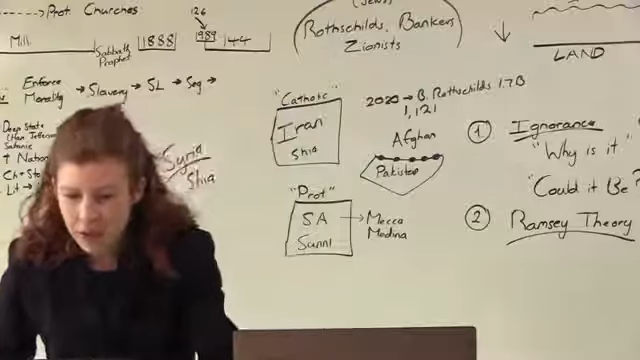 -----→ Prot. Churches:
126
Mill
Sabbath
Prophet
1888
1989
144
Enforce
Morality → Slavery → SL → Seg →
Deep State
Satanic
↑ Nation
Syria
Shia
(Jews)
Rothschilds, Bankers
Zionists
"Catholic"
Iran
Shia
2020 → B. Rothschilds 1.7B
1,121
Afghan
Pakistan
"Prot"
SA → Mecca
Sunni Medina
LAND
① Ignorance
"Why is it
"Could it Be?
② Ramsey Theory